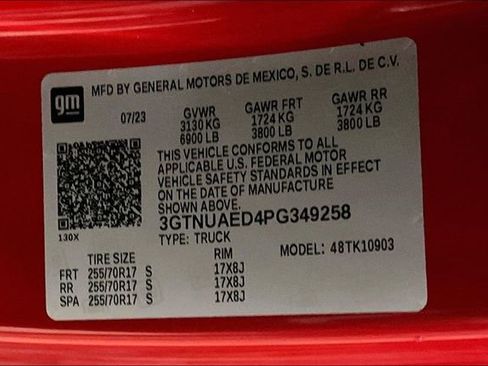 gm
MFD BY GENERAL MOTORS DE MEXICO, S. DE R.L. DE C.V.
07/23 GVWR GAWR FRT GAWR RR
3130 KG 1724 KG 1724 KG
6900 LB 3800 LB 3800 LB
THIS VEHICLE CONFORMS TO ALL
APPLICABLE U.S. FEDERAL MOTOR
VEHICLE SAFETY STANDARDS IN EFFECT
ON THE DATE OF MANUFACTURE
SHOWN ABOVE.
3GTNUAED4PG349258
130X
TYPE: TRUCK MODEL: 48TK10903
TIRE SIZE RIM
FRT 255/70R17 S 17X8J
RR 255/70R17 S 17X8J
SPA 255/70R17 S 17X8J